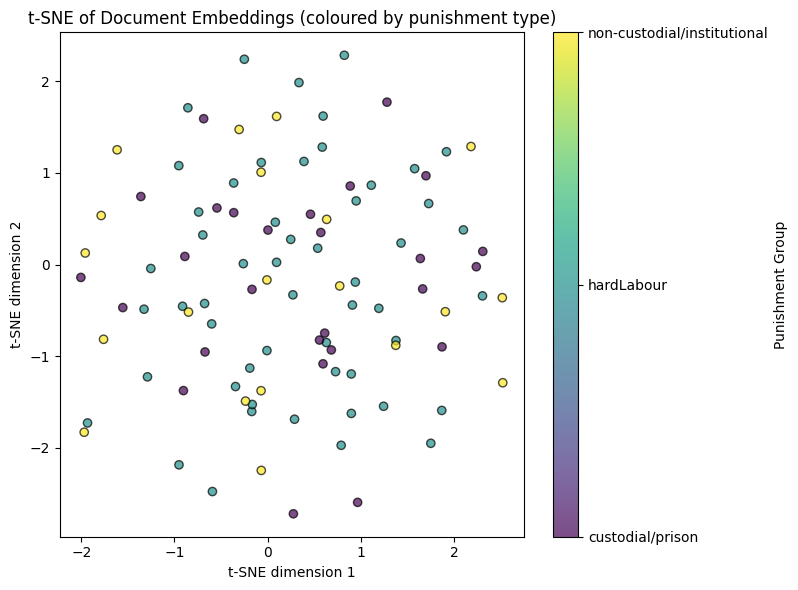 t-SNE of Document Embeddings (coloured by punishment type)
t-SNE dimension 2
2
1
0
−1
−2
−2
−1
0
1
2
t-SNE dimension 1
non-custodial/institutional
hardLabour
custodial/prison
Punishment Group